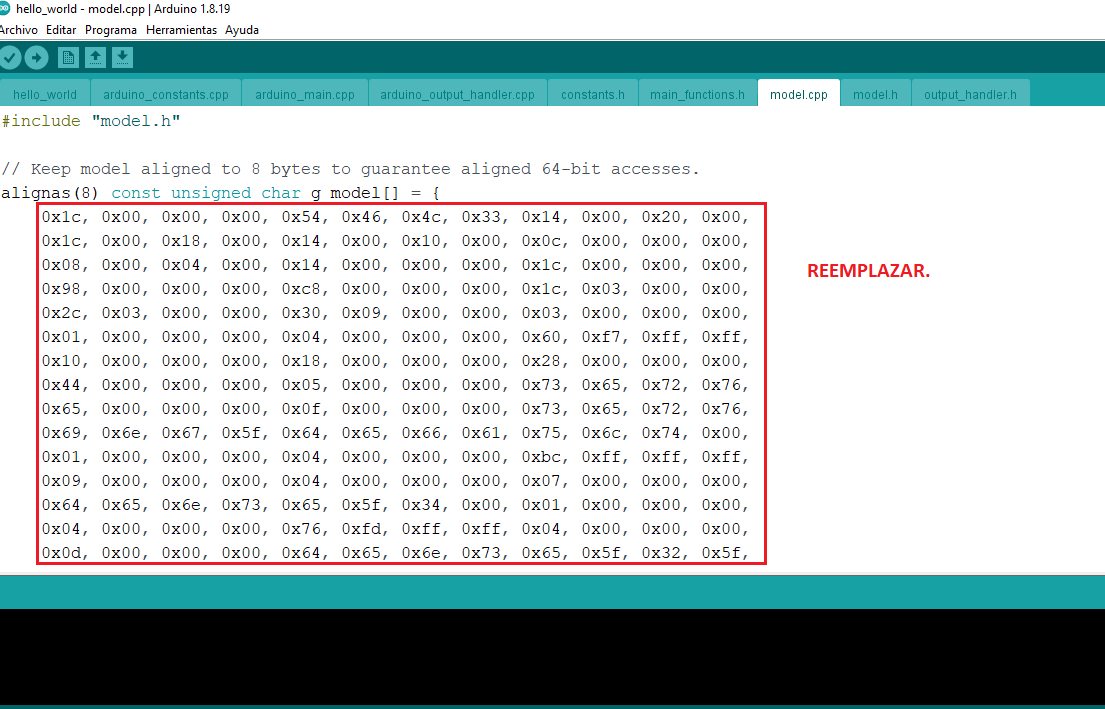 hello_world - model.cpp | Arduino 1.8.19
Archivo Editar Programa Herramientas Ayuda
hello_world arduino_constants.cpp arduino_main.cpp arduino_output_handler.cpp constants.h main_functions.h model.cpp model.h output_handler.h
#include "model.h"
// Keep model aligned to 8 bytes to guarantee aligned 64-bit accesses.
alignas(8) const unsigned char g_model[] = {
0x1c, 0x00, 0x00, 0x00, 0x54, 0x46, 0x4c, 0x33, 0x14, 0x00, 0x20, 0x00,
0x1c, 0x00, 0x18, 0x00, 0x14, 0x00, 0x10, 0x00, 0x0c, 0x00, 0x00, 0x00,
0x08, 0x00, 0x04, 0x00, 0x14, 0x00, 0x00, 0x00, 0x1c, 0x00, 0x00, 0x00,
REEMPLAZAR.
0x98, 0x00, 0x00, 0x00, 0xc8, 0x00, 0x00, 0x00, 0x1c, 0x03, 0x00, 0x00,
0x2c, 0x03, 0x00, 0x00, 0x30, 0x09, 0x00, 0x00, 0x03, 0x00, 0x00, 0x00,
0x01, 0x00, 0x00, 0x00, 0x04, 0x00, 0x00, 0x00, 0x60, 0xf7, 0xff, 0xff,
0x10, 0x00, 0x00, 0x00, 0x18, 0x00, 0x00, 0x00, 0x28, 0x00, 0x00, 0x00,
0x44, 0x00, 0x00, 0x00, 0x05, 0x00, 0x00, 0x00, 0x73, 0x65, 0x72, 0x76,
0x65, 0x00, 0x00, 0x00, 0x0f, 0x00, 0x00, 0x00, 0x73, 0x65, 0x72, 0x76,
0x69, 0x6e, 0x67, 0x5f, 0x64, 0x65, 0x66, 0x61, 0x75, 0x6c, 0x74, 0x00,
0x01, 0x00, 0x00, 0x00, 0x04, 0x00, 0x00, 0x00, 0xbc, 0xff, 0xff, 0xff,
0x09, 0x00, 0x00, 0x00, 0x04, 0x00, 0x00, 0x00, 0x07, 0x00, 0x00, 0x00,
0x64, 0x65, 0x6e, 0x73, 0x65, 0x5f, 0x34, 0x00, 0x01, 0x00, 0x00, 0x00,
0x04, 0x00, 0x00, 0x00, 0x76, 0xfd, 0xff, 0xff, 0x04, 0x00, 0x00, 0x00,
0x0d, 0x00, 0x00, 0x00, 0x64, 0x65, 0x6e, 0x73, 0x65, 0x5f, 0x32, 0x5f,